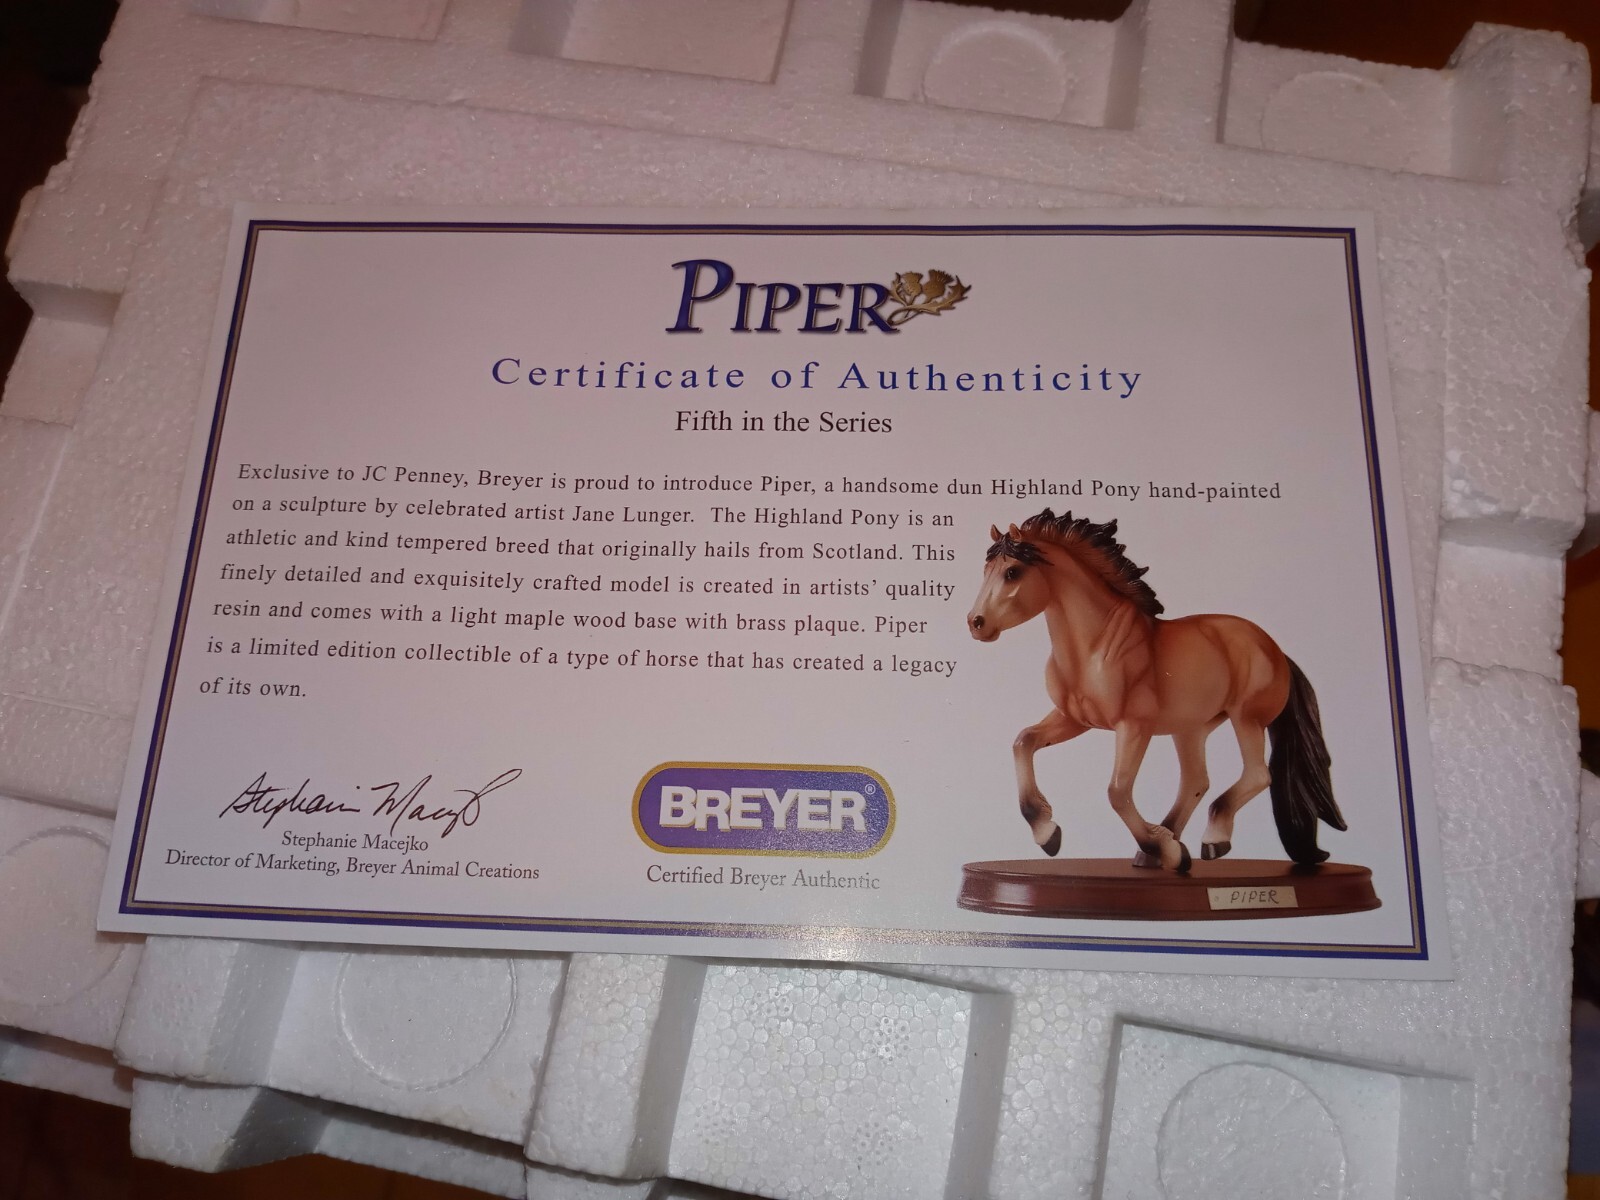 PIPER
Certificate of Authenticity
Fifth in the Series
Exclusive to JC Penney, Breyer is proud to introduce Piper, a handsome dun Highland Pony hand-painted
on a sculpture by celebrated artist Jane Lunger. The Highland Pony is an
athletic and kind tempered breed that originally hails from Scotland. This
finely detailed and exquisitely crafted model is created in artists' quality
resin and comes with a light maple wood base with brass plaque. Piper
is a limited edition collectible of a type of horse that has created a legacy
of its own.
Stephanie Macejko
Stephanie Macejko
Director of Marketing, Breyer Animal Creations
BREYER®
Certified Breyer Authentic
PIPER